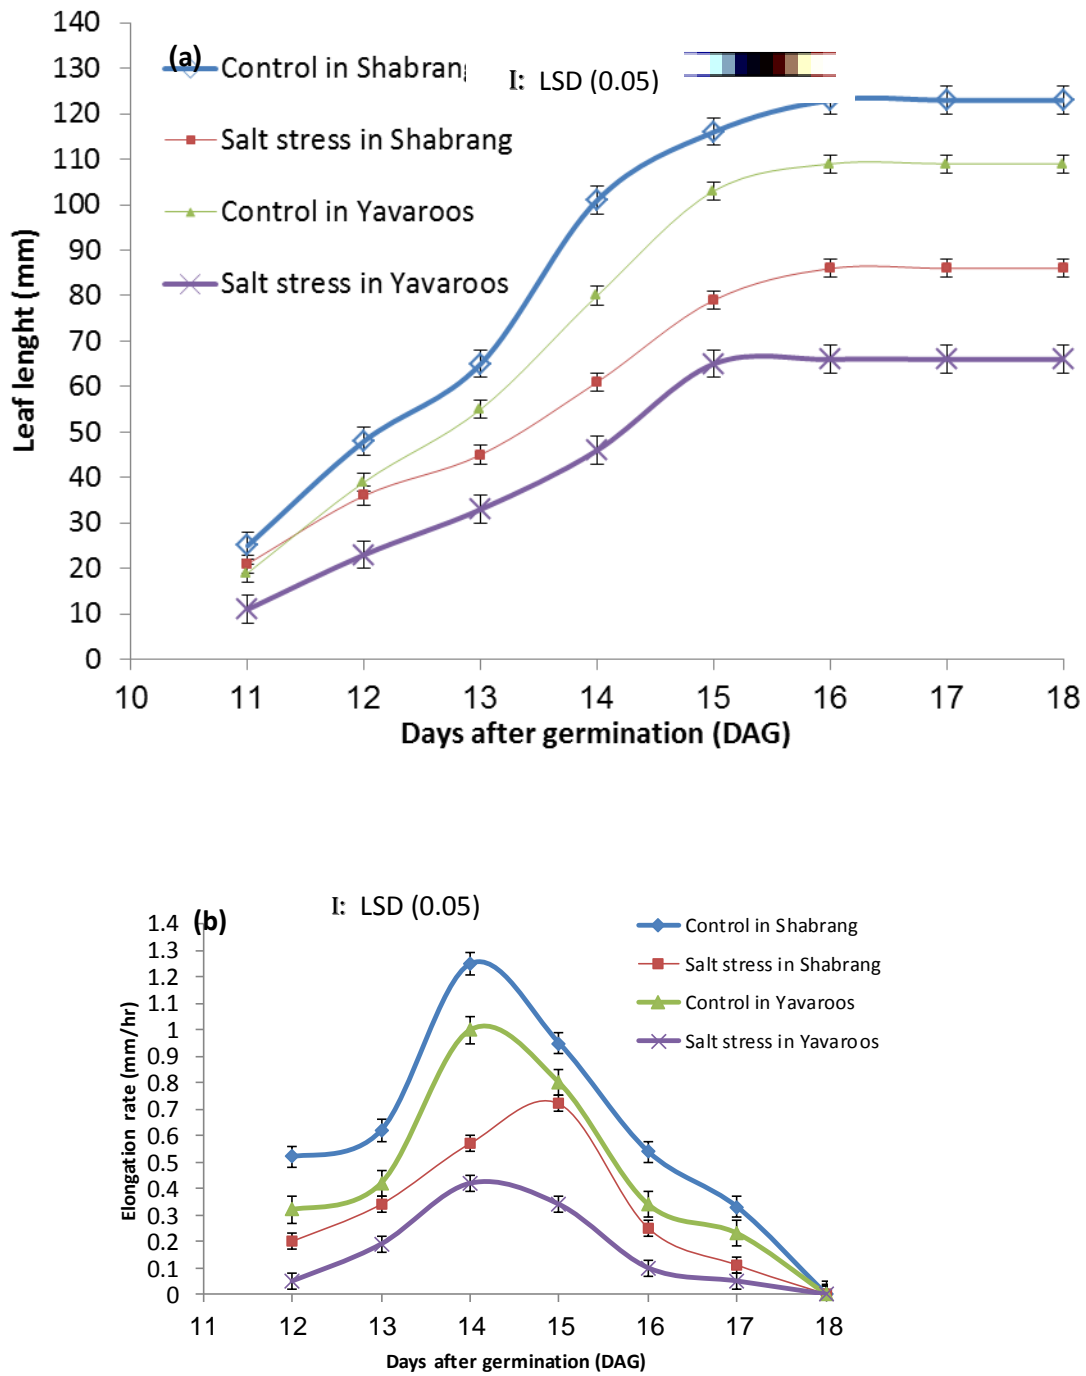 140
(a)
130
Control in Shabrang
I: LSD (0.05)
120
Salt stress in Shabrang
110
100
Control in Yavaroos
90
Salt stress in Yavaroos
80
70
60
50
40
30
20
10
0
Leaf lenght (mm)
10 11 12 13 14 15 16 17 18
Days after germination (DAG)
(b)
I: LSD (0.05)
Control in Shabrang
Salt stress in Shabrang
Control in Yavaroos
Salt stress in Yavaroos
1.4
1.3
1.2
1.1
1
0.9
0.8
0.7
0.6
0.5
0.4
0.3
0.2
0.1
0
Elongation rate (mm/hr)
11 12 13 14 15 16 17 18
Days after germination (DAG)